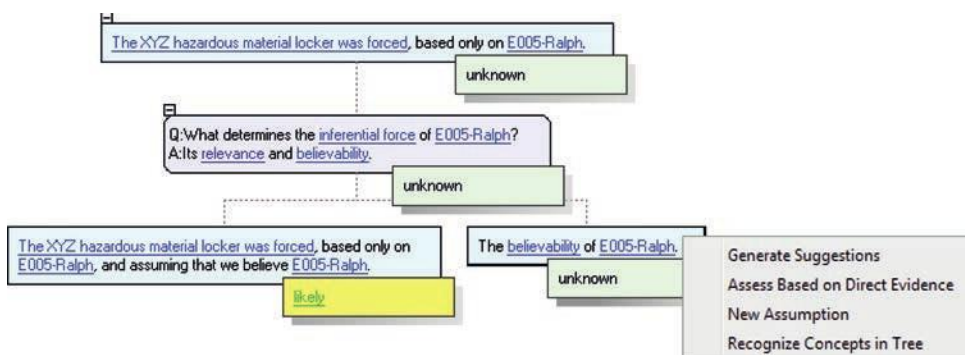 The XYZ hazardous material locker was forced, based only on E005-Ralph.
unknown
Q:What determines the inferential force of E005-Ralph?
A:Its relevance and believability.
unknown
The XYZ hazardous material locker was forced, based only on
E005-Ralph, and assuming that we believe E005-Ralph.
likely
The believability of E005-Ralph.
unknown
Generate Suggestions
Assess Based on Direct Evidence
New Assumption
Recognize Concepts in Tree